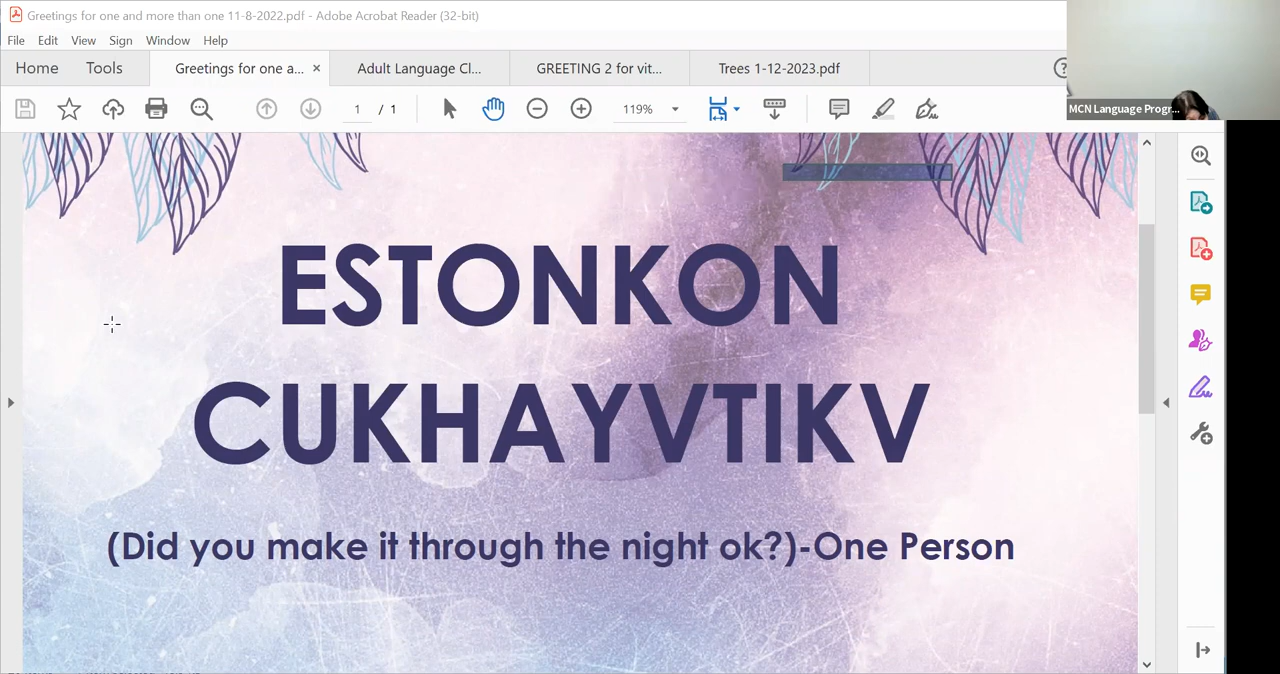 Greetings for one and more than one 11-8-2022.pdf - Adobe Acrobat Reader (32-bit)
File Edit View Sign Window Help
Home Tools Greetings for one a... × Adult Language Cl... GREETING 2 for vit... Trees 1-12-2023.pdf
1 / 1 119%
MCN Language Progr...
ESTONKON
CUKHAYVTIKV
(Did you make it through the night ok?)-One Person